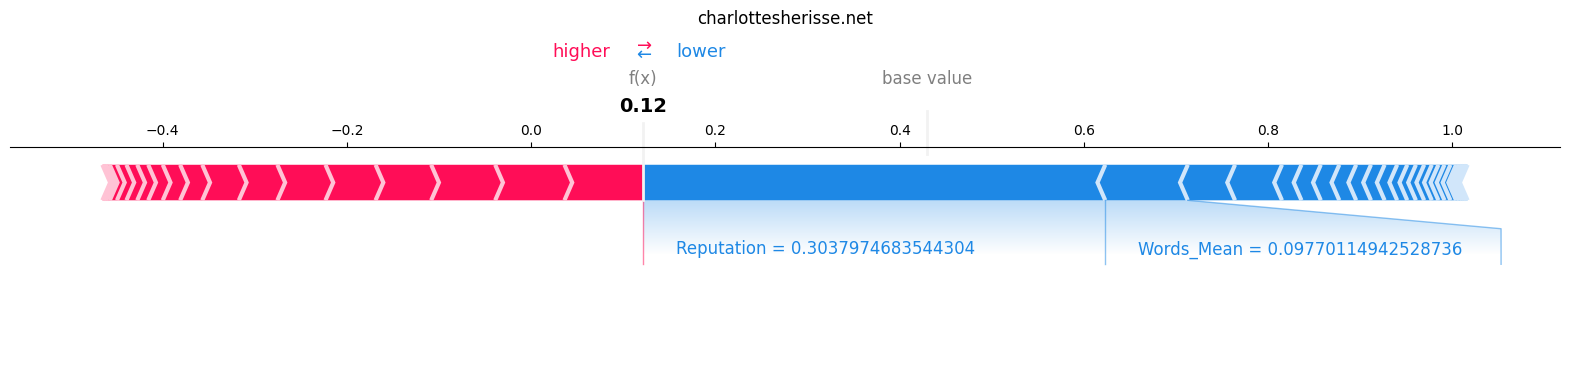 charlottesherisse.net
higher ⇄ lower
f(x) base value
0.12
−0.4 −0.2 0.0 0.2 0.4 0.6 0.8 1.0
Reputation = 0.3037974683544304 Words_Mean = 0.09770114942528736